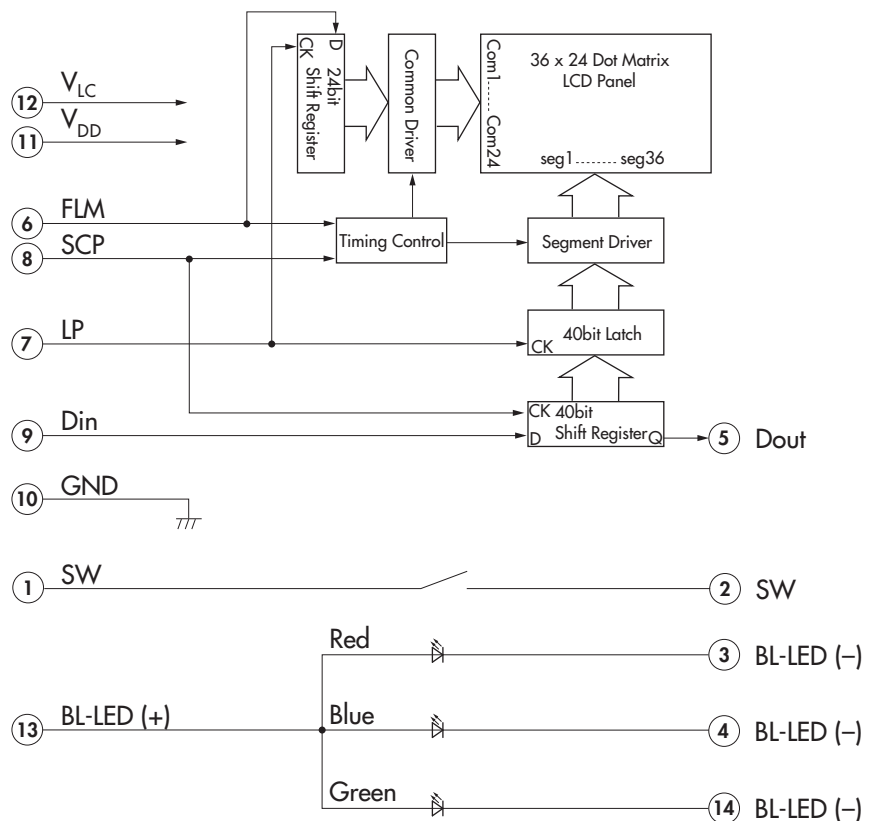 D
CK
24bit
Shift Register
Common Driver
Com1...... Com24
36 x 24 Dot Matrix
LCD Panel
seg1......... seg36
12 VLC
11 VDD
6 FLM
8 SCP
Timing Control
Segment Driver
7 LP
40bit Latch
CK
9 Din
CK 40bit
D Shift Register Q
5 Dout
10 GND
1 SW
2 SW
Red
3 BL-LED (–)
13 BL-LED (+)
Blue
4 BL-LED (–)
Green
14 BL-LED (–)